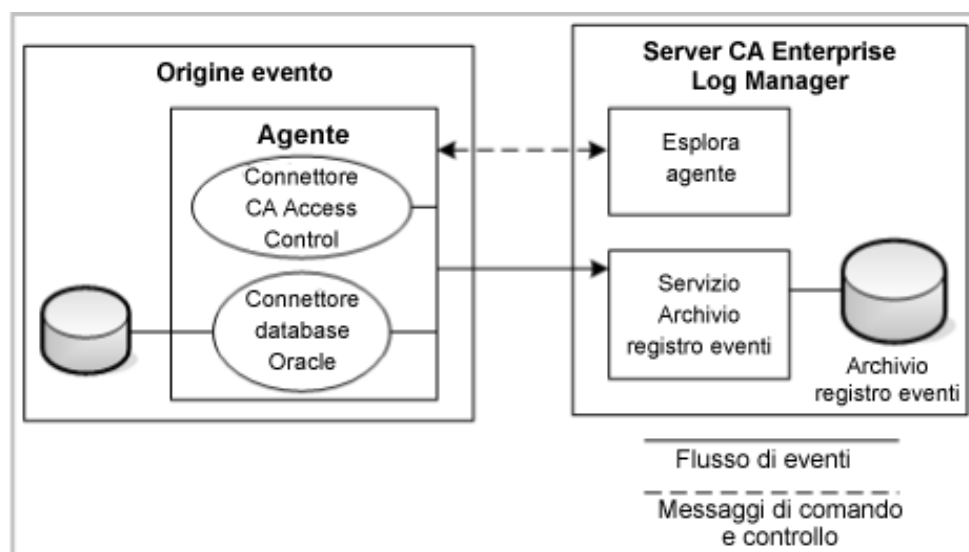 Origine evento
Agente
Connettore
CA Access
Control
Connettore
database
Oracle
Server CA Enterprise
Log Manager
Esplora
agente
Servizio
Archivio
registro eventi
Archivio
registro eventi
Flusso di eventi
Messaggi di comando
e controllo